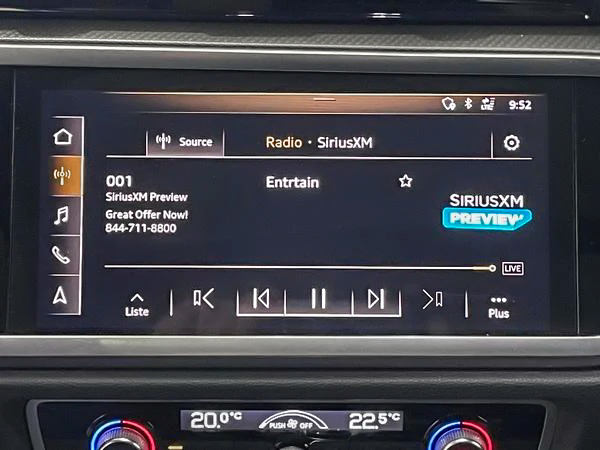 LTE 9:52
Source
Radio · SiriusXM
001 Entrtain
SiriusXM Preview
Great Offer Now!
844-711-8800
SIRIUSXM
PREVIEW
LIVE
Liste
Plus
20.0°C PUSH OFF 22.5°C